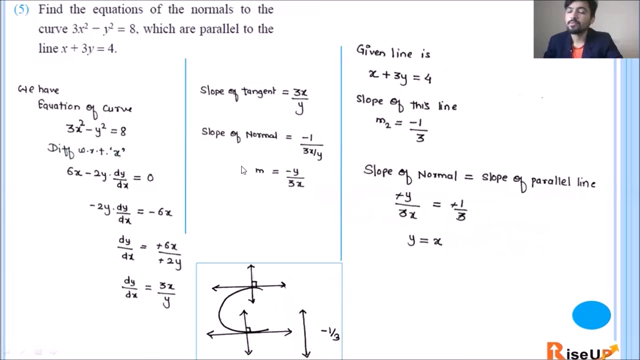 (5) Find the equations of the normals to the
curve 3x² − y² = 8, which are parallel to the
line x + 3y = 4.
We have
Equation of curve
3x² − y² = 8
Diff w.r.t. 'x'
6x − 2y · dy/dx = 0
−2y · dy/dx = −6x
dy/dx = +6x/+2y
dy/dx = 3x/y
Slope of tangent = 3x/y
Slope of Normal = −1/3x/y
m = −y/3x
−1/3
Given line is
x + 3y = 4
Slope of this line
m₂ = −1/3
Slope of Normal = Slope of parallel line
+y/3x = +1/3
y = x
RiseUP